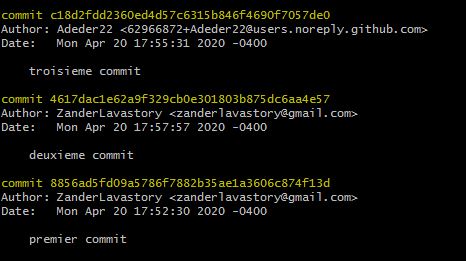 commit c18d2fdd2360ed4d57c6315b846f4690f7057de0
Author: Adeder22 <62966872+Adeder22@users.noreply.github.com>
Date:   Mon Apr 20 17:55:31 2020 -0400
troisieme commit
commit 4617dac1e62a9f329cb0e301803b875dc6aa4e57
Author: ZanderLavastory <zanderlavastory@gmail.com>
Date:   Mon Apr 20 17:57:57 2020 -0400
deuxieme commit
commit 8856ad5fd09a5786f7882b35ae1a3606c874f13d
Author: ZanderLavastory <zanderlavastory@gmail.com>
Date:   Mon Apr 20 17:52:30 2020 -0400
premier commit